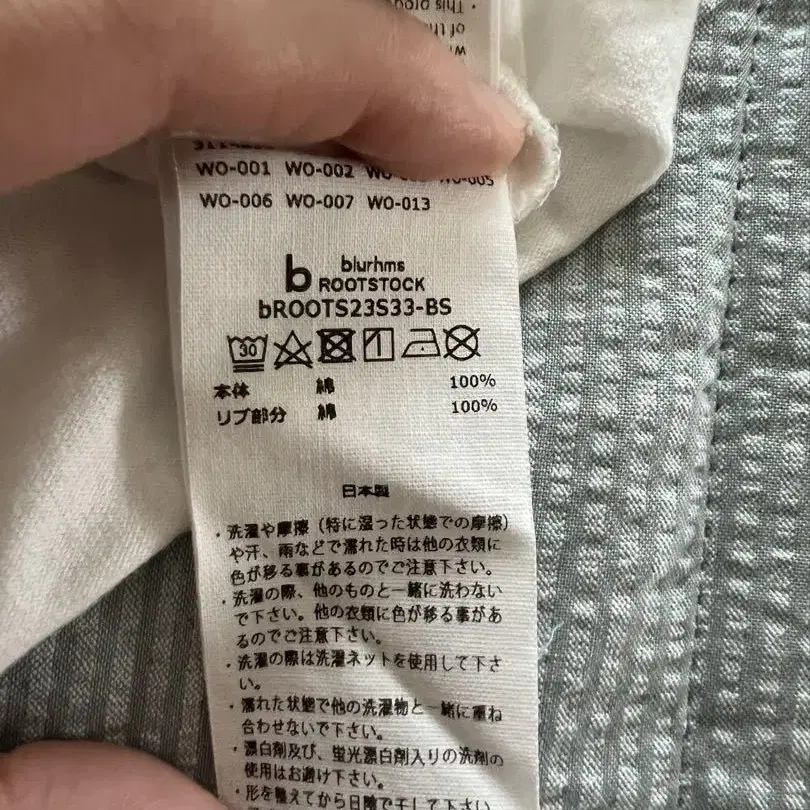 · This prod
of the
WO-001 WO-002
WO-005
WO-006 WO-007 WO-013
b blurhms
ROOTSTOCK
bROOTS23S33-BS
30
本体 綿 100%
リブ部分 綿 100%
日本製
・洗濯や摩擦（特に湿った状態での摩擦）
や汗、雨などで濡れた時は他の衣類に
色が移る事があるのでご注意下さい。
・洗濯の際、他のものと一緒に洗わない
で下さい。他の衣類に色が移る事があ
るのでご注意下さい。
・洗濯の際は洗濯ネットを使用して下さ
い。
・濡れた状態で他の洗濯物と一緒に重ね
合わせないで下さい。
・漂白剤及び、蛍光漂白剤入りの洗剤の
使用はお避け下さい。
・形を整えてから日陰で干して下さい。